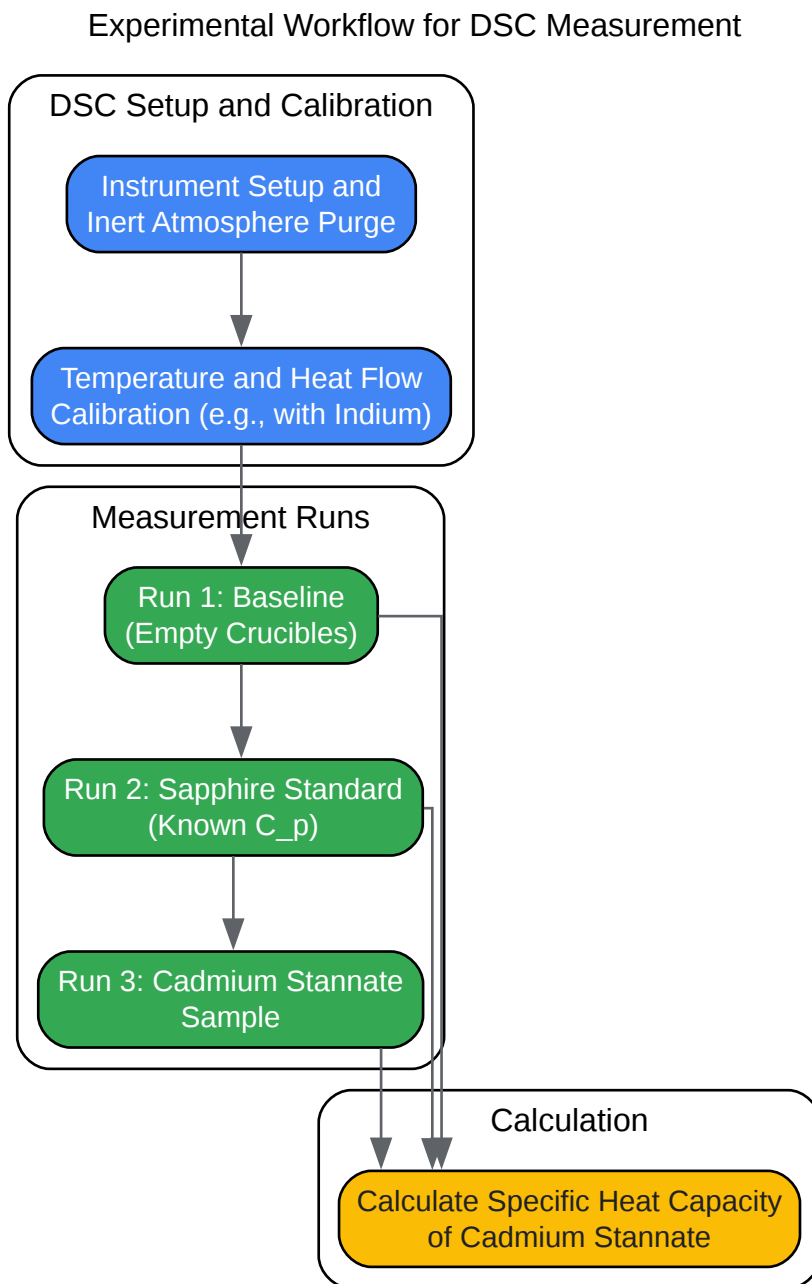 Experimental Workflow for DSC Measurement
DSC Setup and Calibration
Instrument Setup and
Inert Atmosphere Purge
Temperature and Heat Flow
Calibration (e.g., with Indium)
Measurement Runs
Run 1: Baseline
(Empty Crucibles)
Run 2: Sapphire Standard
(Known C_p)
Run 3: Cadmium Stannate
Sample
Calculation
Calculate Specific Heat Capacity
of Cadmium Stannate